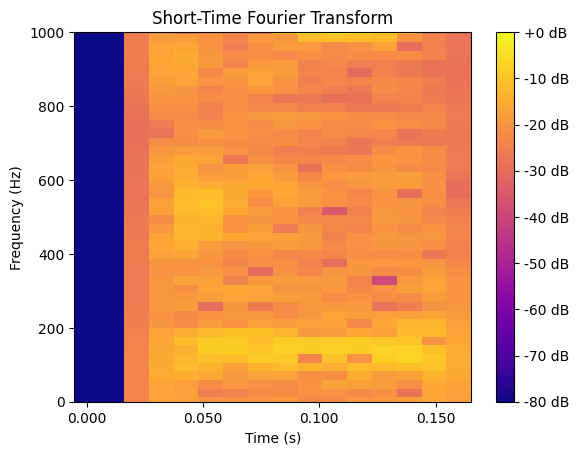 Short-Time Fourier Transform
1000
800
600
400
200
0
Frequency (Hz)
0.000
0.050
0.100
0.150
Time (s)
+0 dB
-10 dB
-20 dB
-30 dB
-40 dB
-50 dB
-60 dB
-70 dB
-80 dB